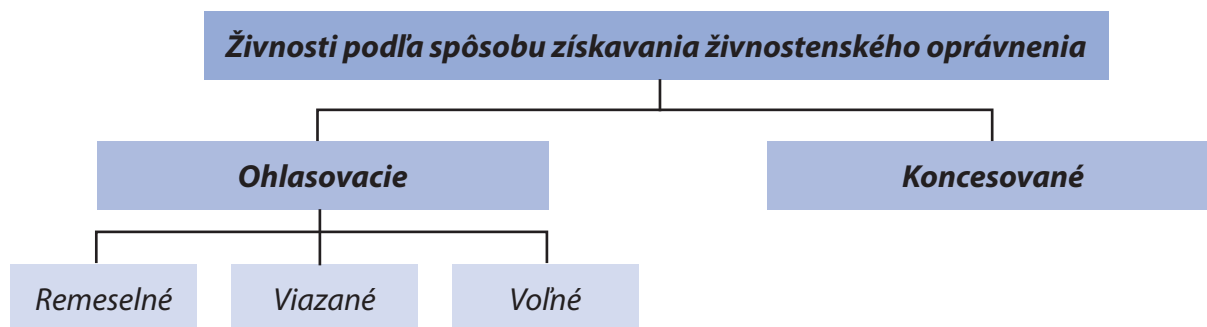 Živnosti podľa spôsobu získavania živnostenského oprávnenia
Ohlasovacie
Koncesované
Remeselné
Viazané
Voľné